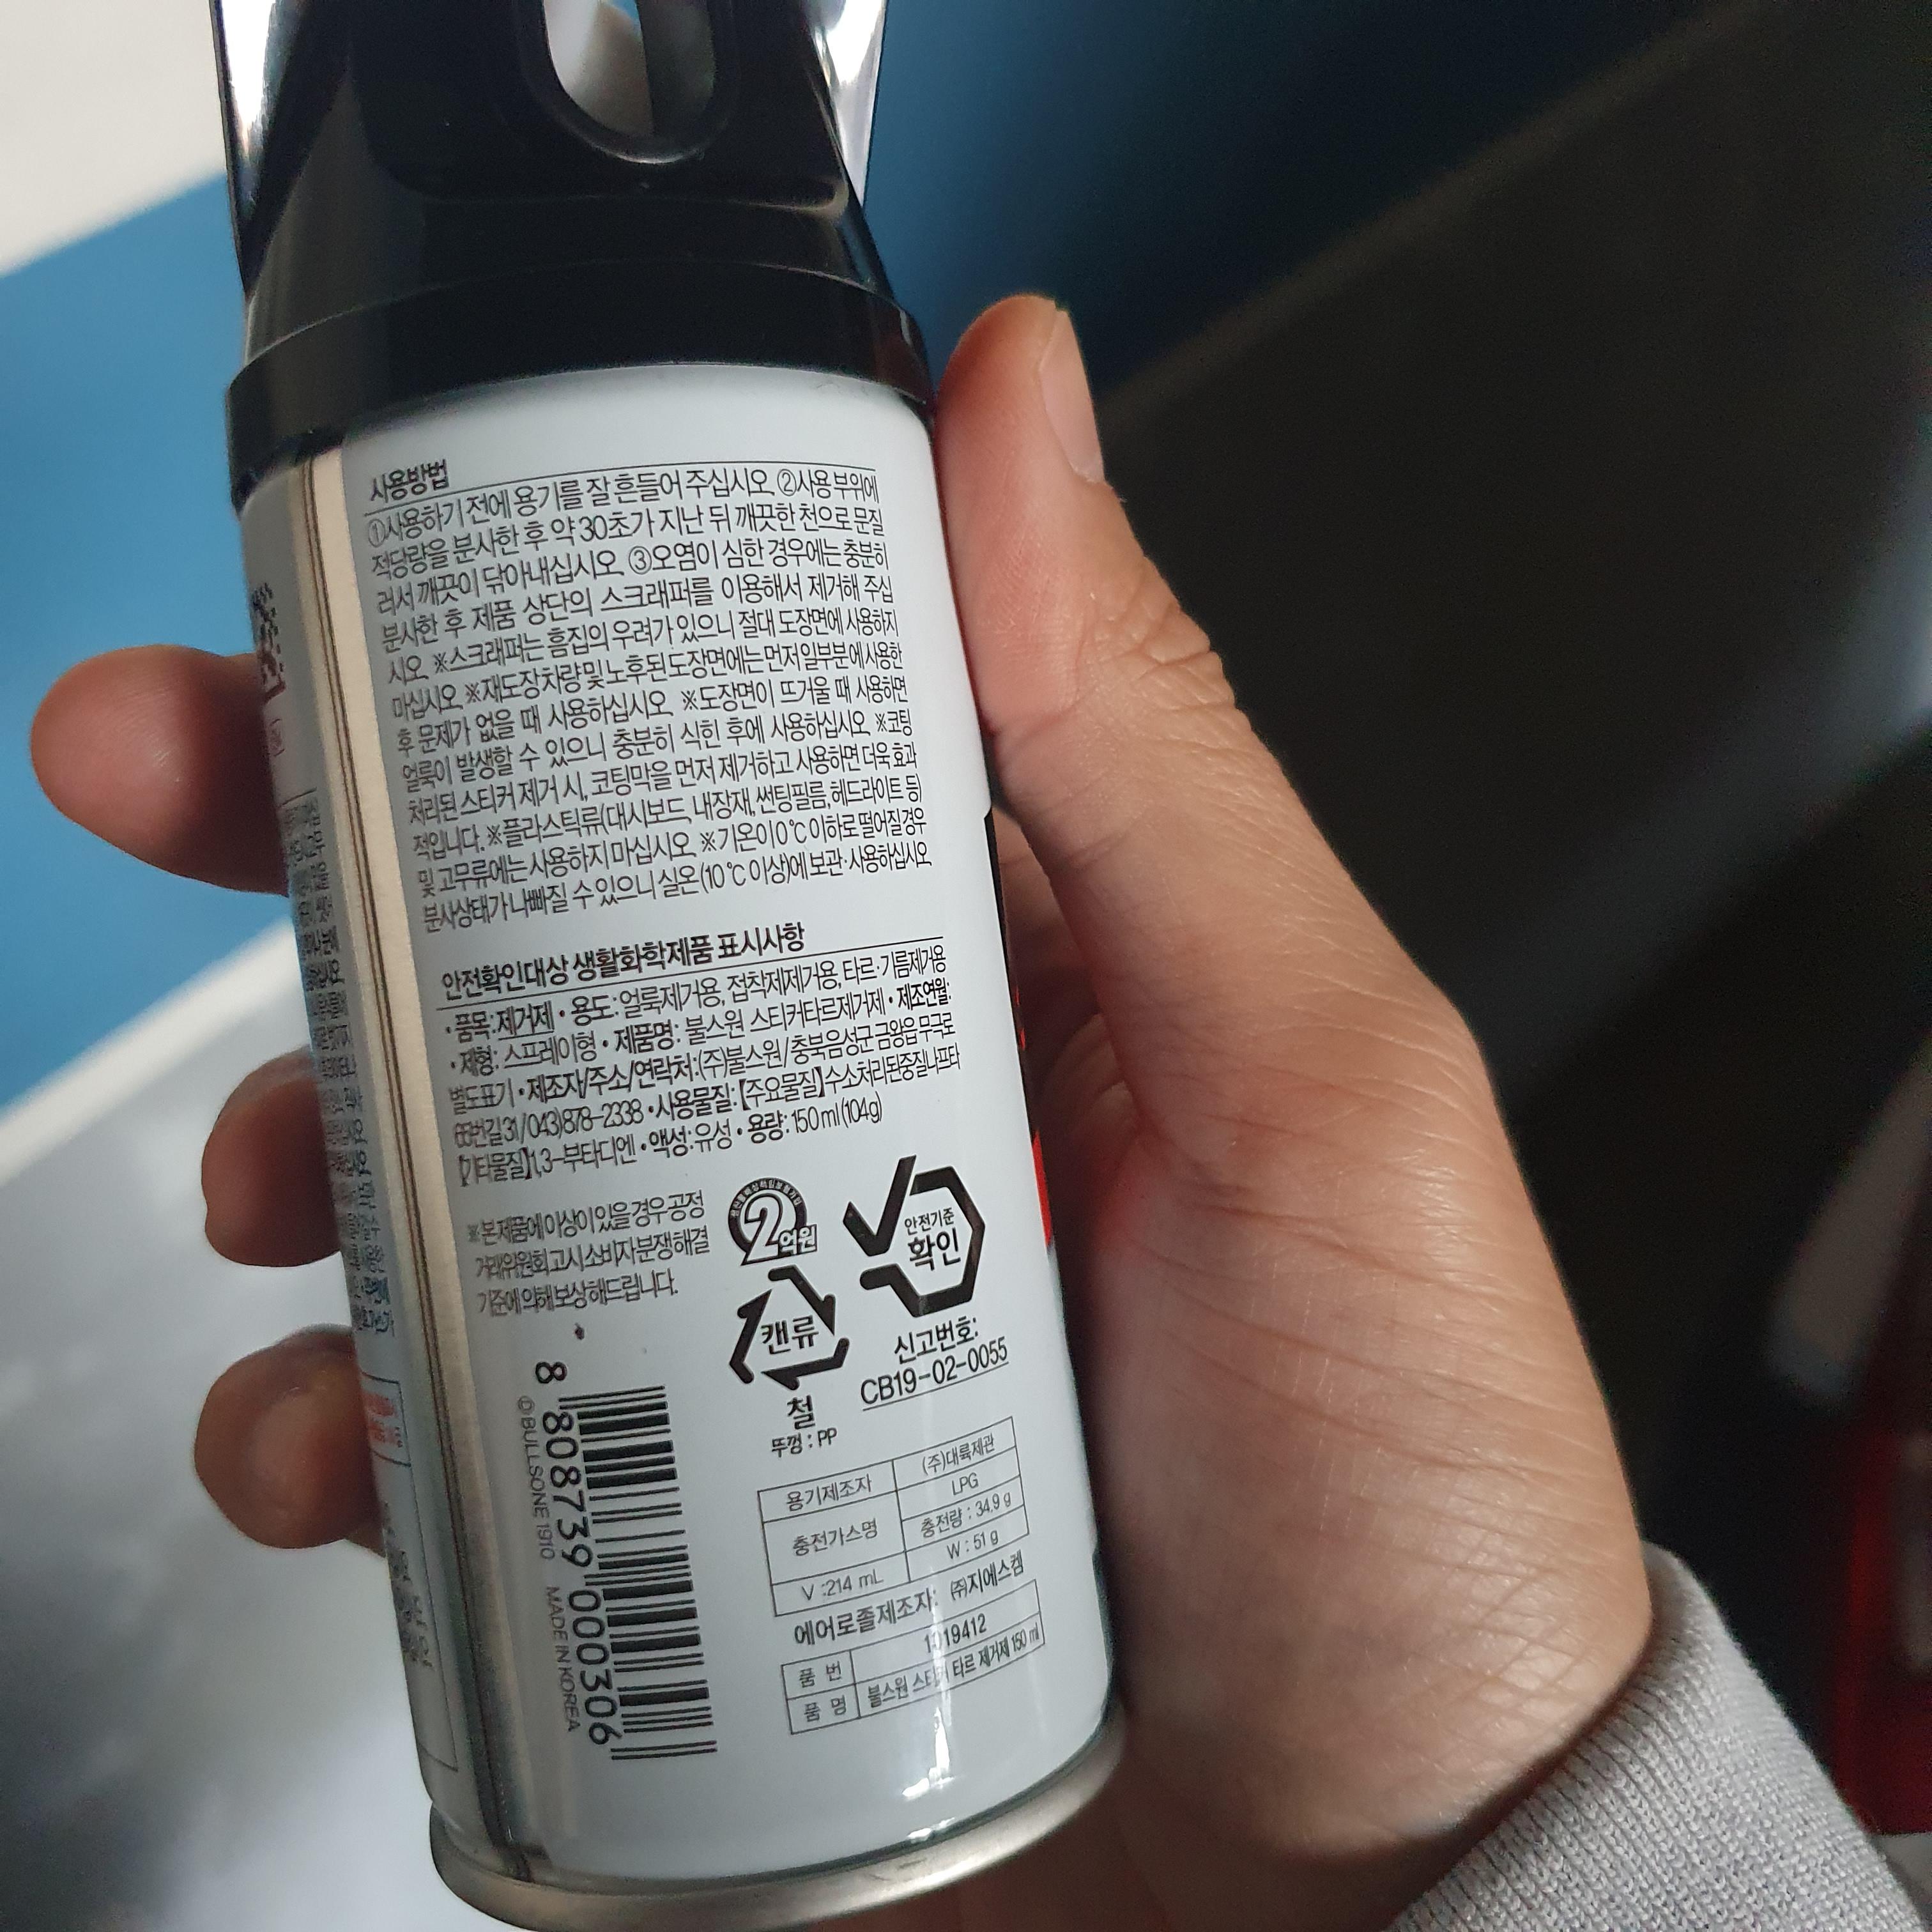 사용방법
①사용하기 전에 용기를 잘 흔들어 주십시오. ②사용 부위에
적당량을 분사한 후 약 30초가 지난 뒤 깨끗한 천으로 문질
러서 깨끗이 닦아내십시오. ③오염이 심한 경우에는 충분히
분사한 후 제품 상단의 스크래퍼를 이용해서 제거해 주십
시오. ※스크래퍼는 흠집의 우려가 있으니 절대 도장면에 사용하지
마십시오. ※재도장 차량 및 노후된 도장면에는 먼저 일부분에 사용한
후 문제가 없을 때 사용하십시오. ※도장면이 뜨거울 때 사용하면
얼룩이 발생할 수 있으니 충분히 식힌 후에 사용하십시오. ※코팅
처리된 스티커 제거 시, 코팅막을 먼저 제거하고 사용하면 더욱 효과
적입니다. ※플라스틱류(대시보드, 내장재, 썬팅필름, 헤드라이트 등)
및 고무류에는 사용하지 마십시오. ※기온이 0℃ 이하로 떨어질 경우
분사상태가 나빠질 수 있으니 실온(10℃ 이상)에 보관·사용하십시오.
안전확인대상 생활화학제품 표시사항
•품목: 제거제 •용도: 얼룩제거용, 접착제제거용, 타르·기름제거용
•제형: 스프레이형 •제품명: 불스원 스티커타르제거제 •제조연월:
별도표기 •제조자/주소/연락처: (주)불스원/충북음성군 금왕읍 무극로
68번길 31/043)878-2338 •사용물질: 【주요물질】수소처리된중질나프타
【기타물질】1,3-부타디엔 •액성: 유성 •용량: 150ml(104g)
※본 제품에 이상이 있을 경우 공정
거래위원회 고시 소비자 분쟁 해결
기준에 의해 보상해 드립니다.
2억원
안전기준
확인
신고번호:
CB19-02-0055
캔류
철
뚜껑 : PP
8 808739 000306
©BULLSONE 1910 MADE IN KOREA
용기제조자 (주)대륙제관
충전가스명 LPG
충전량 : 34.9 g
V :214 mL W : 51 g
에어로졸제조자: ㈜지에스켐
품 번 1019412
품 명 불스원 스티커 타르 제거제 150 ml